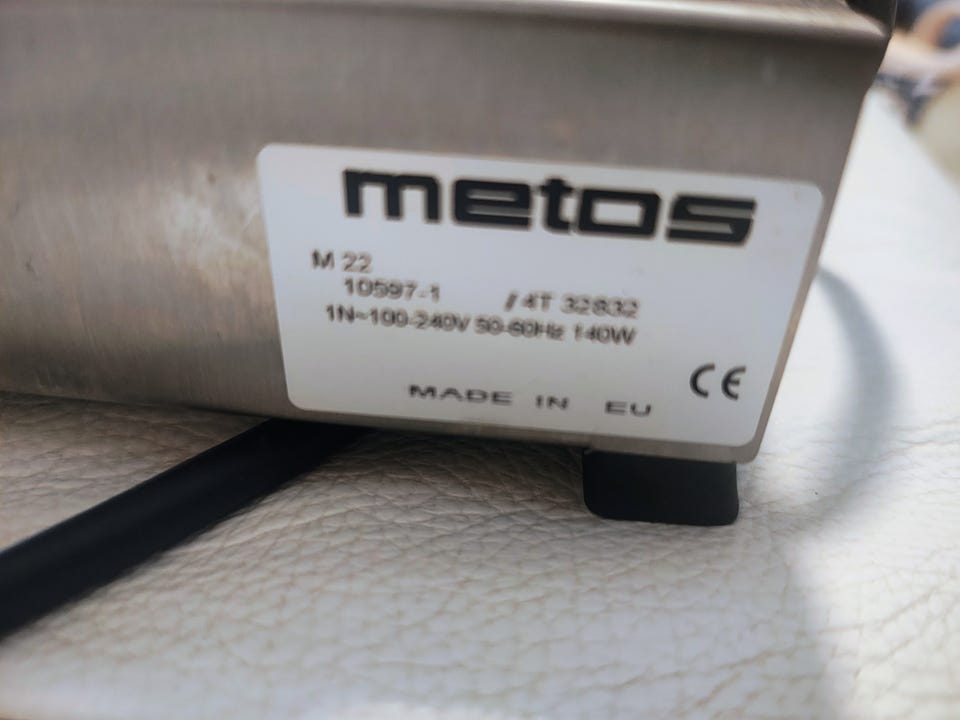 metos
M 22
10597-1 / 4T 32832
1N~100-240V 50-60Hz 140W
CE
MADE IN EU